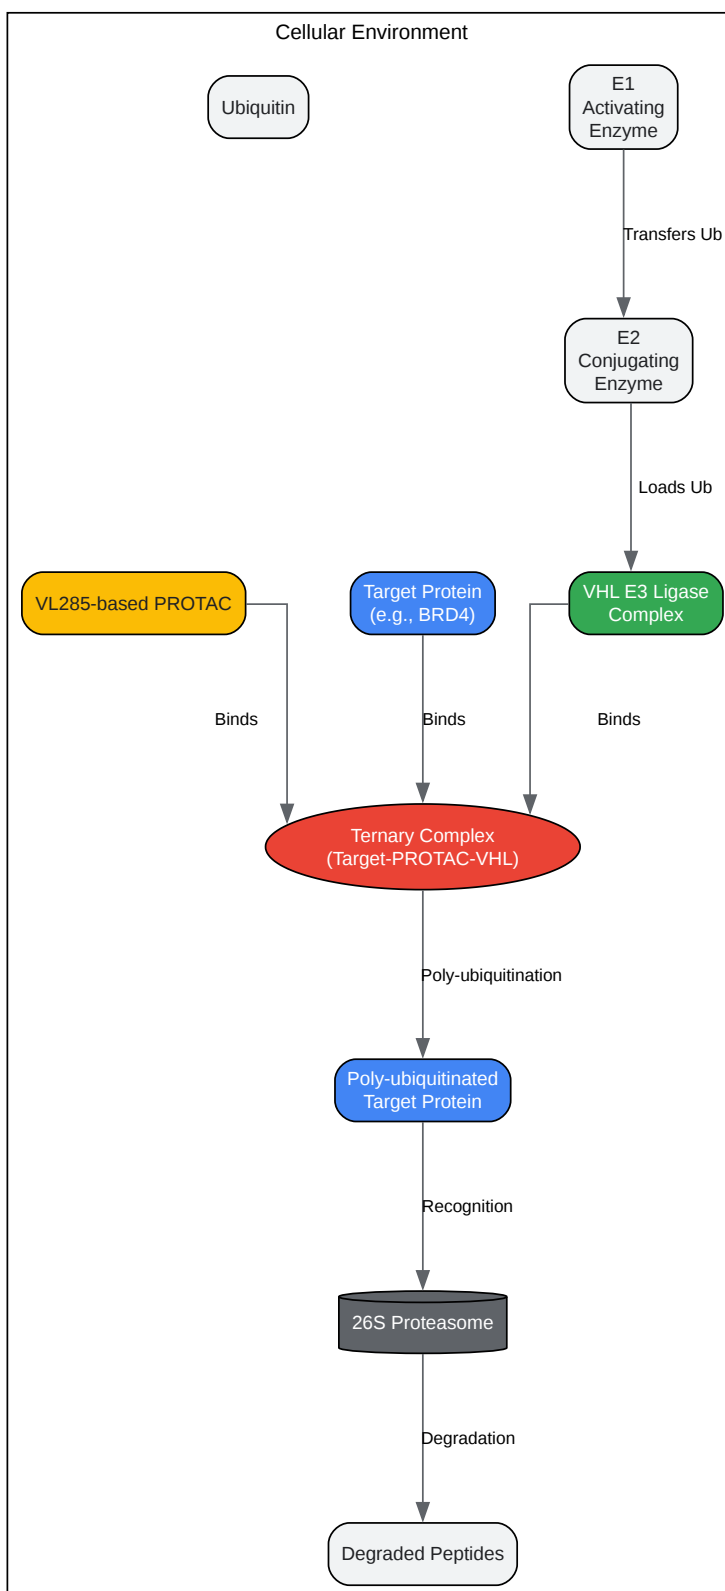 Cellular Environment
Ubiquitin
E1
Activating
Enzyme
Transfers Ub
E2
Conjugating
Enzyme
Loads Ub
VL285-based PROTAC
Target Protein
(e.g., BRD4)
VHL E3 Ligase
Complex
Binds
Binds
Binds
Ternary Complex
(Target-PROTAC-VHL)
Poly-ubiquitination
Poly-ubiquitinated
Target Protein
Recognition
26S Proteasome
Degradation
Degraded Peptides